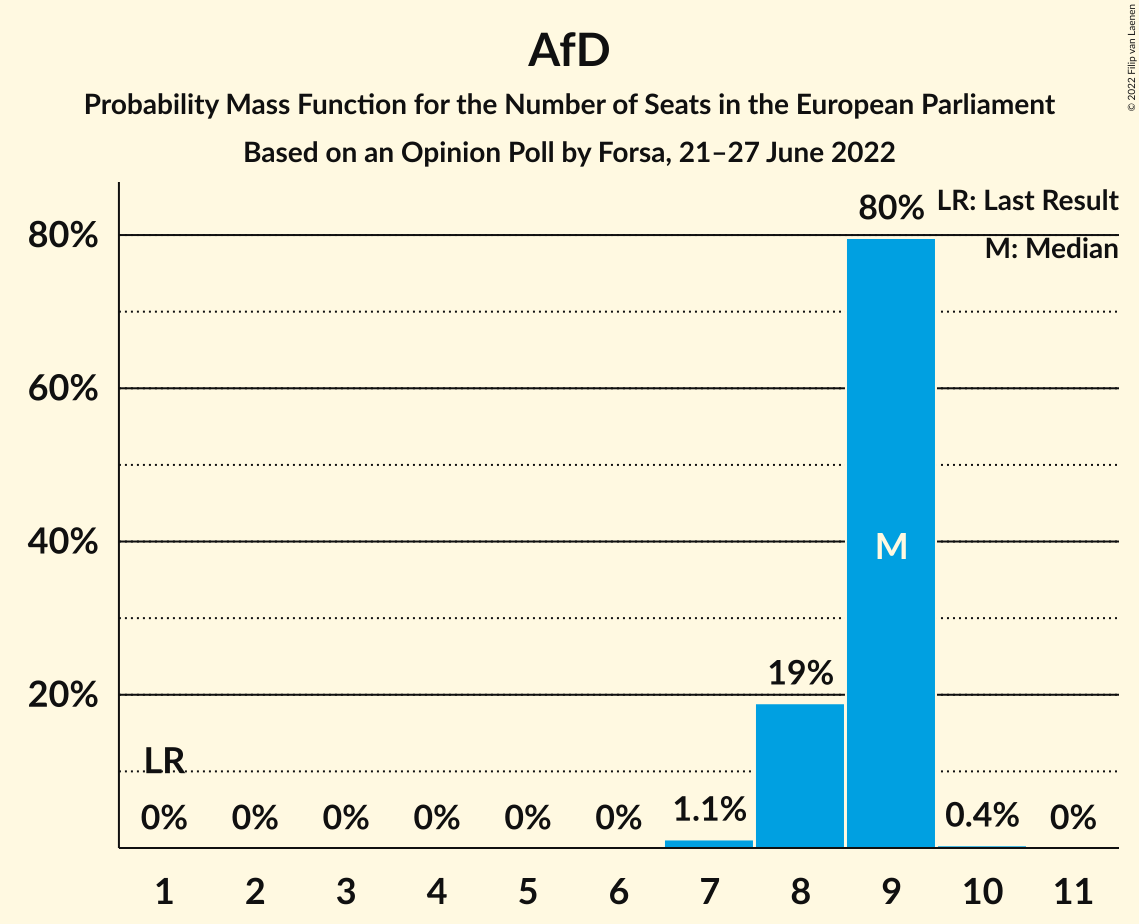 AfD
Probability Mass Function for the Number of Seats in the European Parliament
Based on an Opinion Poll by Forsa, 21–27 June 2022
© 2022 Filip van Laenen
LR: Last Result
M: Median
80%
60%
40%
20%
LR
0% 0% 0% 0% 0% 0% 1.1% 19% 80% 0.4% 0%
M
1 2 3 4 5 6 7 8 9 10 11